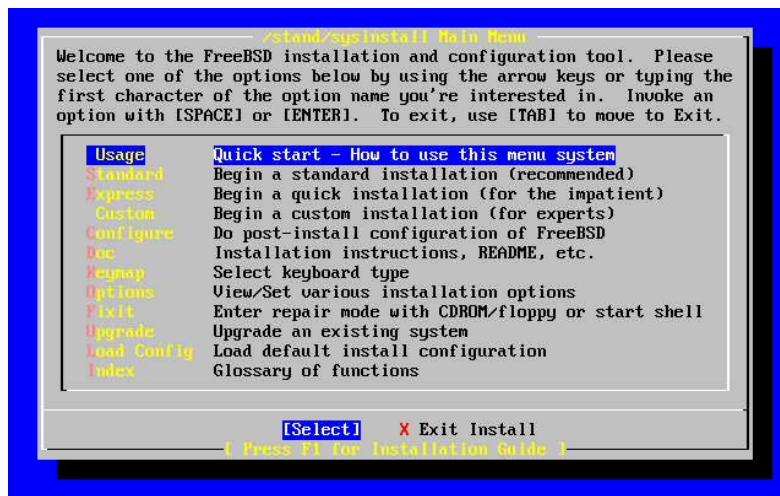 /stand/sysinstall Main Menu
Welcome to the FreeBSD installation and configuration tool.  Please
select one of the options below by using the arrow keys or typing the
first character of the option name you're interested in.  Invoke an
option with [SPACE] or [ENTER].  To exit, use [TAB] to move to Exit.
Usage Quick start - How to use this menu system
Standard Begin a standard installation (recommended)
Express Begin a quick installation (for the impatient)
Custom Begin a custom installation (for experts)
Configure Do post-install configuration of FreeBSD
Doc Installation instructions, README, etc.
Keymap Select keyboard type
Options View/Set various installation options
Fixit Enter repair mode with CDROM/floppy or start shell
Upgrade Upgrade an existing system
Load Config Load default install configuration
Index Glossary of functions
[Select] X Exit Install
[ Press F1 for Installation Guide ]